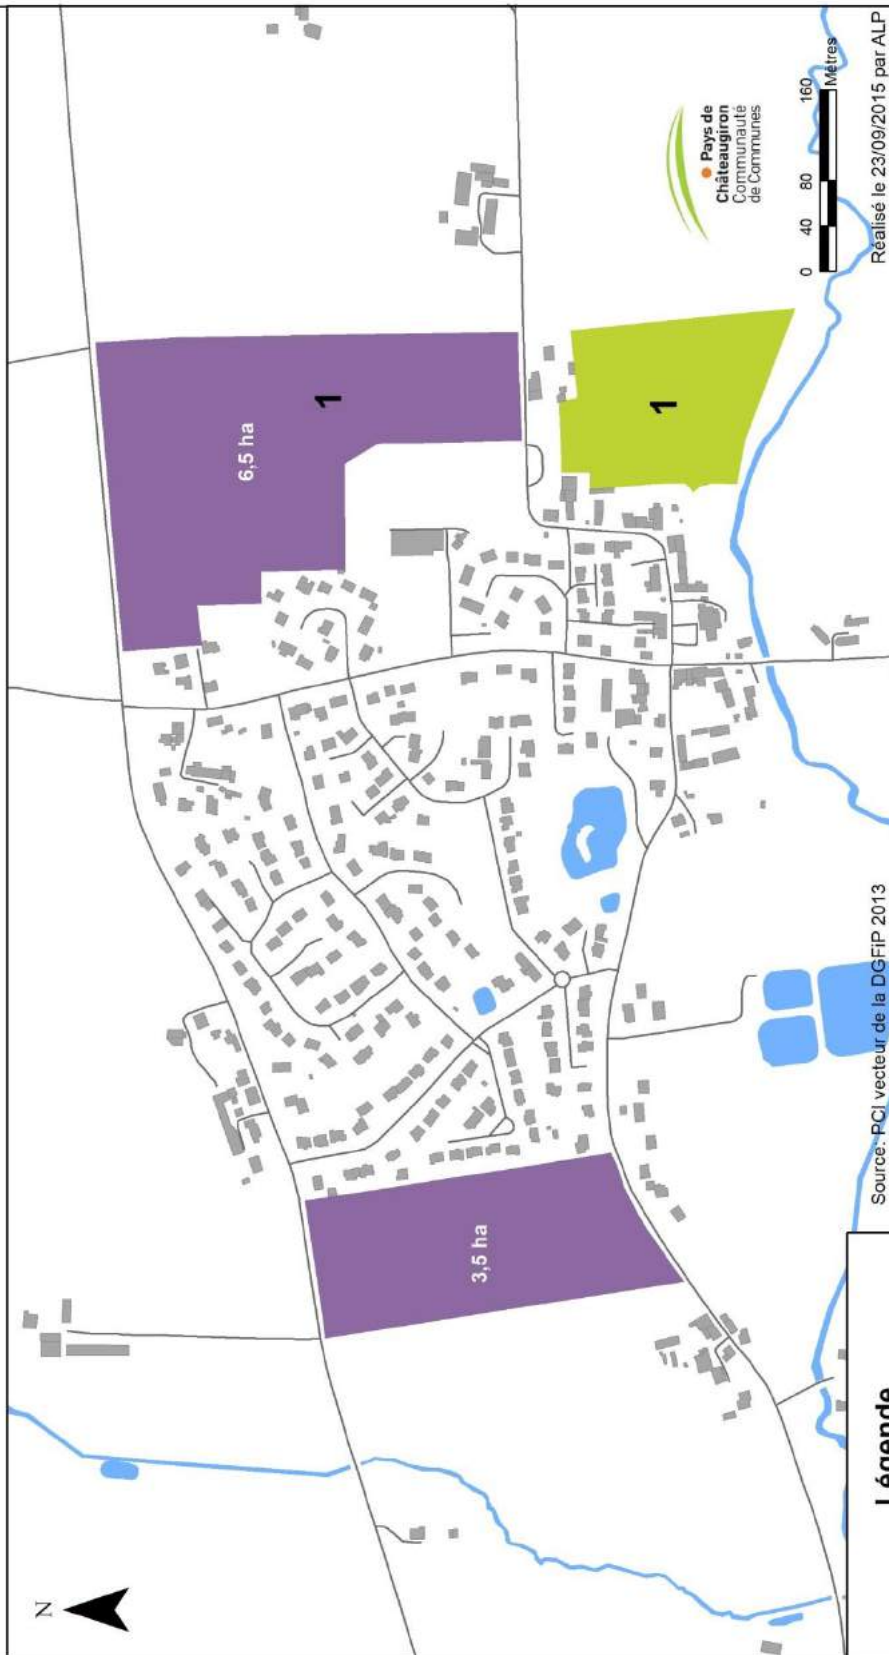 N
6,5 ha
1
3,5 ha
1
Pays de
Châteaugiron
Communauté
de Communes
0 40 80 160
Mètres
Légende
Source: PCI vecteur de la DGFiP 2013
Réalisé le 23/09/2015 par ALP